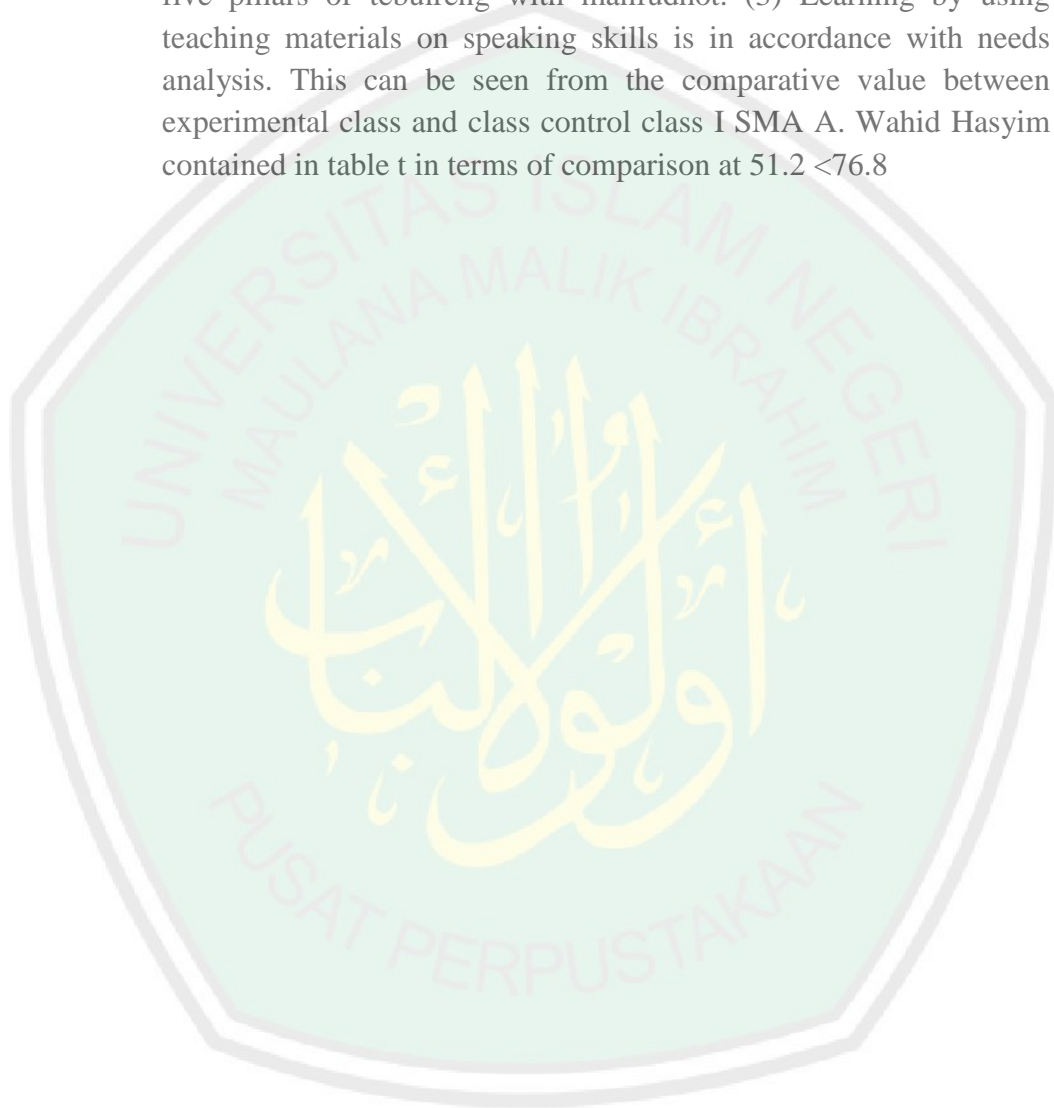 five pillars of tebuireng with mahfudhot. (3) Learning by using
teaching materials on speaking skills is in accordance with needs
analysis. This can be seen from the comparative value between
experimental class and class control class I SMA A. Wahid Hasyim
contained in table t in terms of comparison at 51.2 <76.8
UNIVERSITAS ISLAM NEGERI
MAULANA MALIK IBRAHIM
أولوا الألباب
PUSAT PERPUSTAKAAN